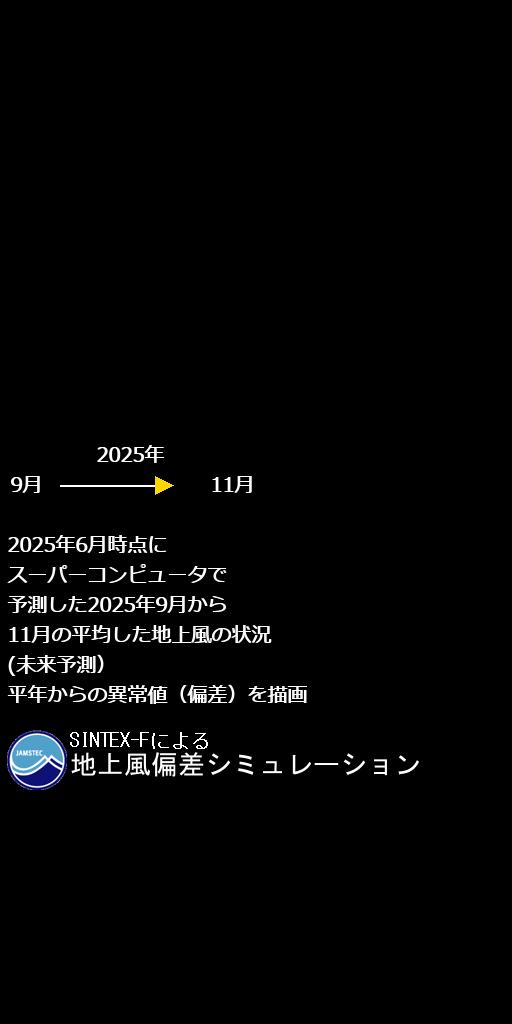 2025年
9月 11月
2025年6月時点に
スーパーコンピュータで
予測した2025年9月から
11月の平均した地上風の状況
(未来予測）
平年からの異常値（偏差）を描画
SINTEX-Fによる
JAMSTEC
地上風偏差シミュレーション